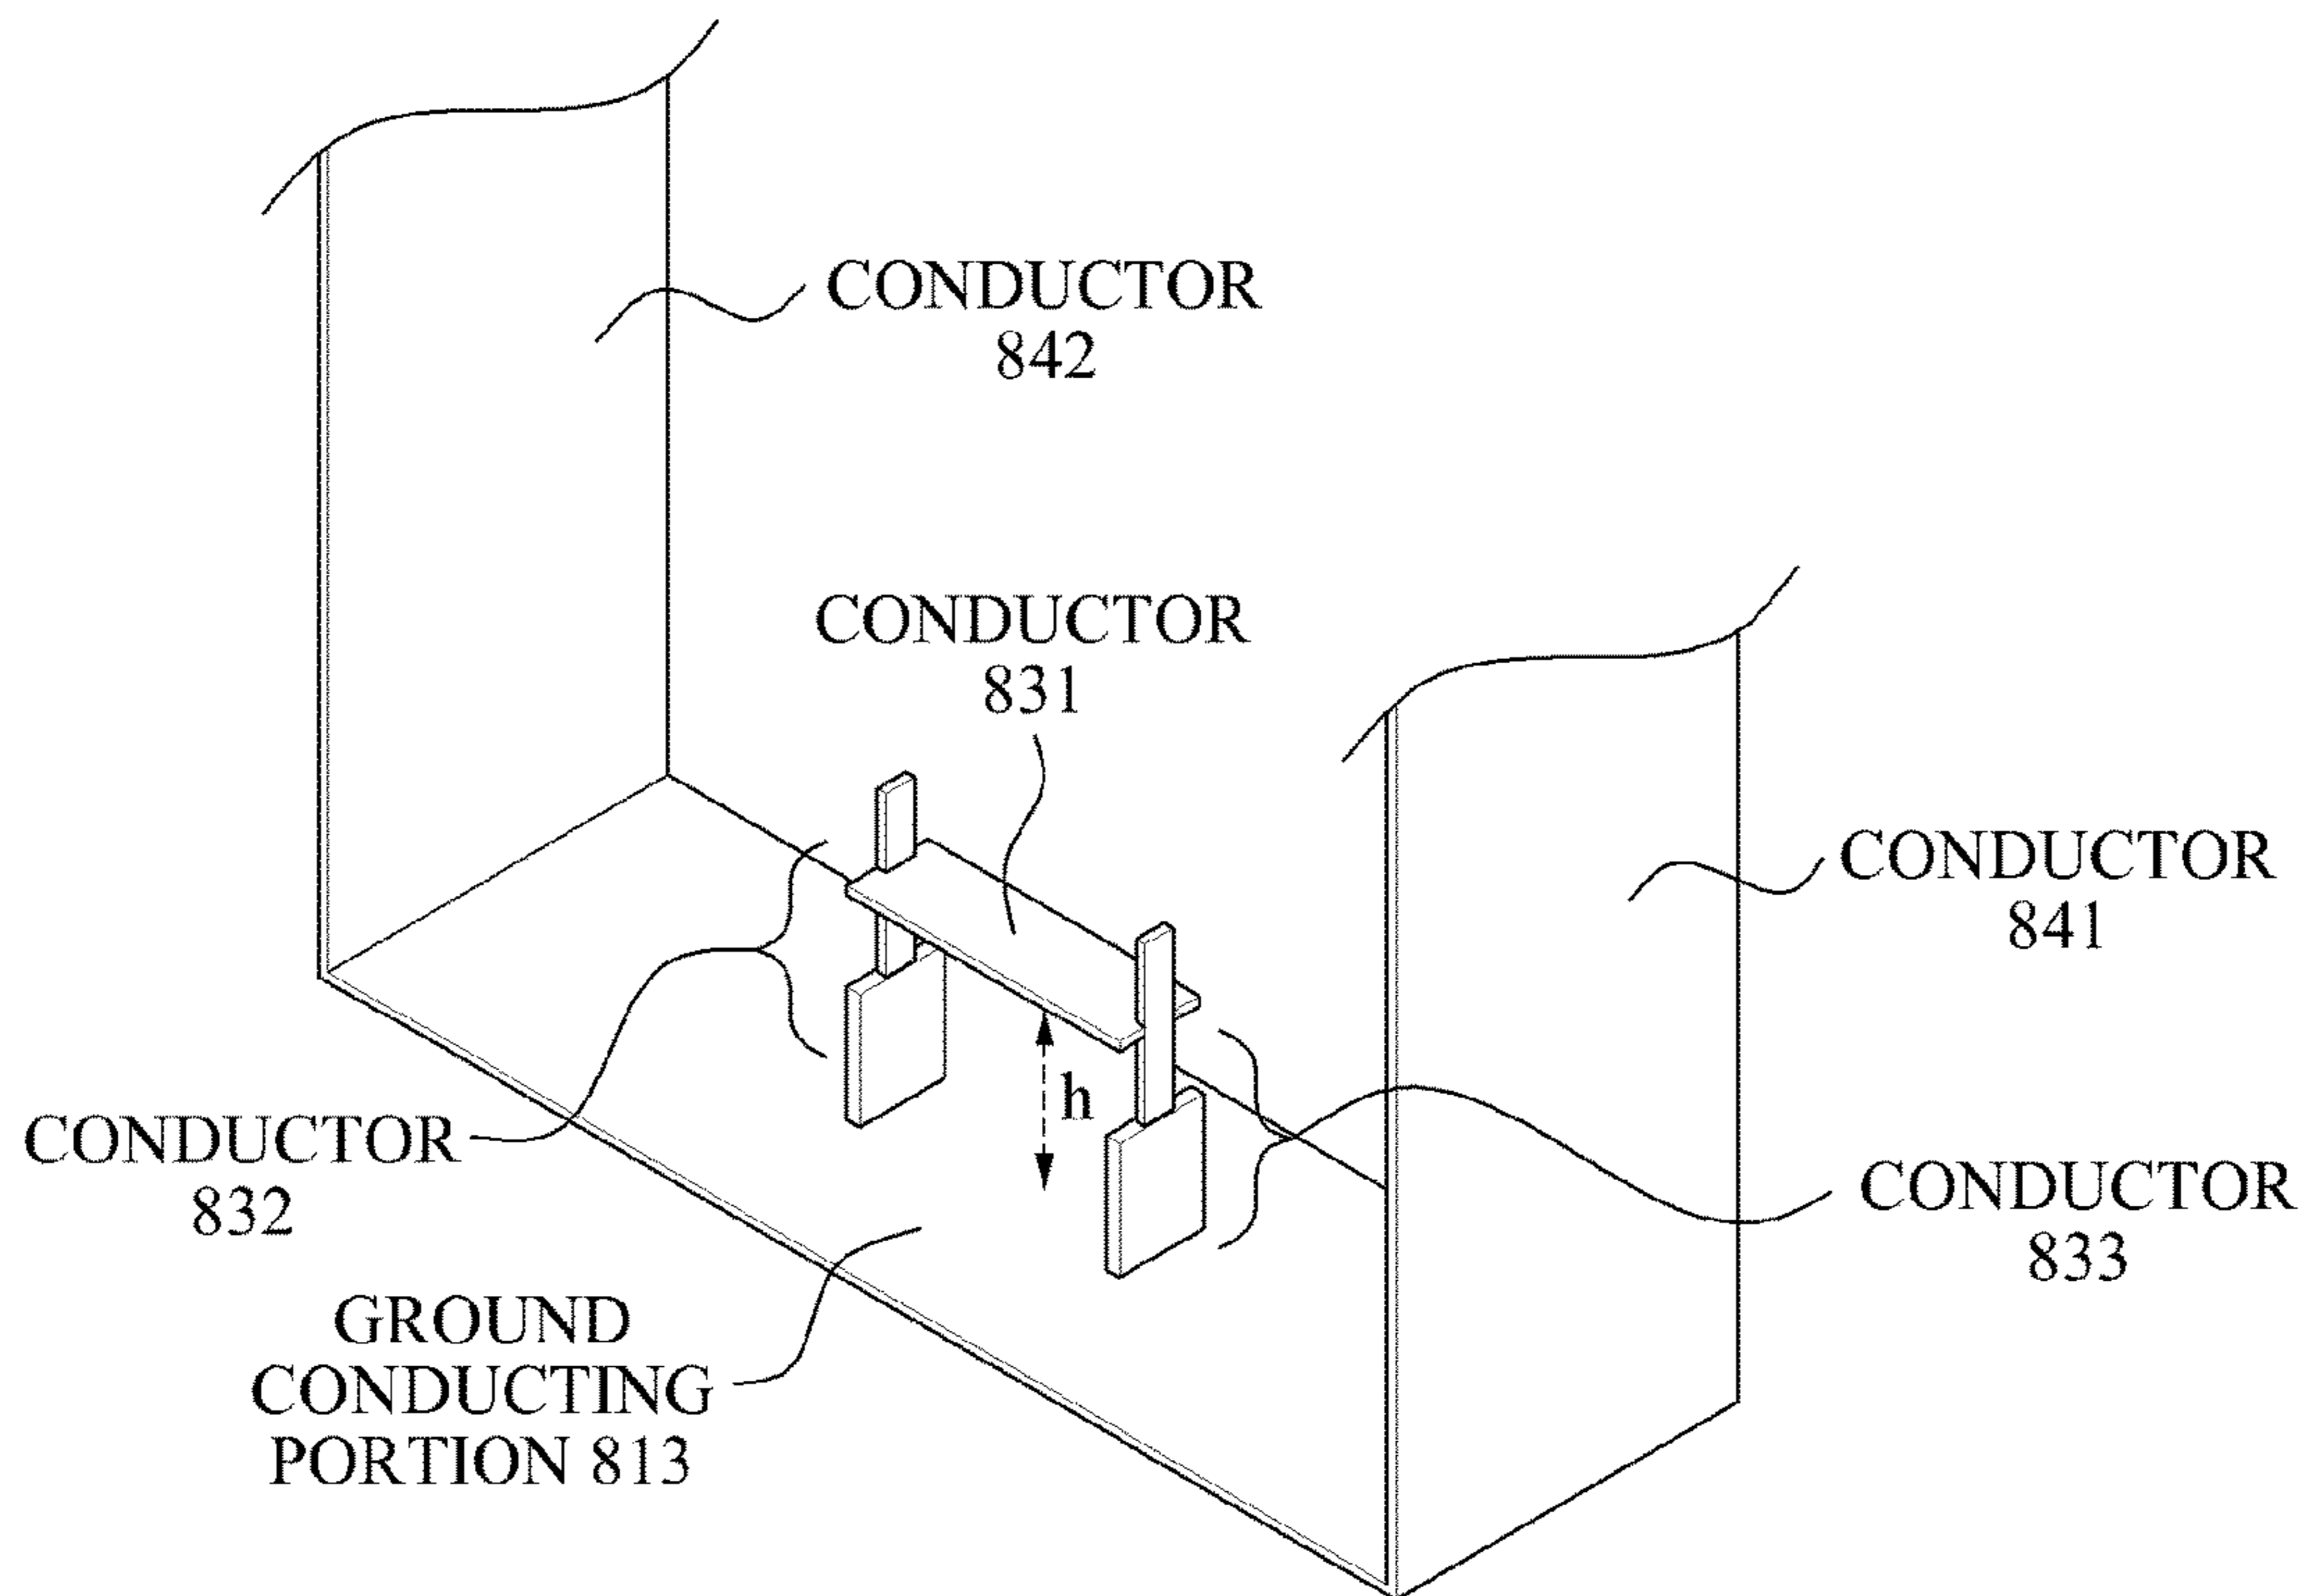 CONDUCTOR
842
CONDUCTOR
831
CONDUCTOR
841
h
CONDUCTOR
832
CONDUCTOR
833
GROUND
CONDUCTING
PORTION 813